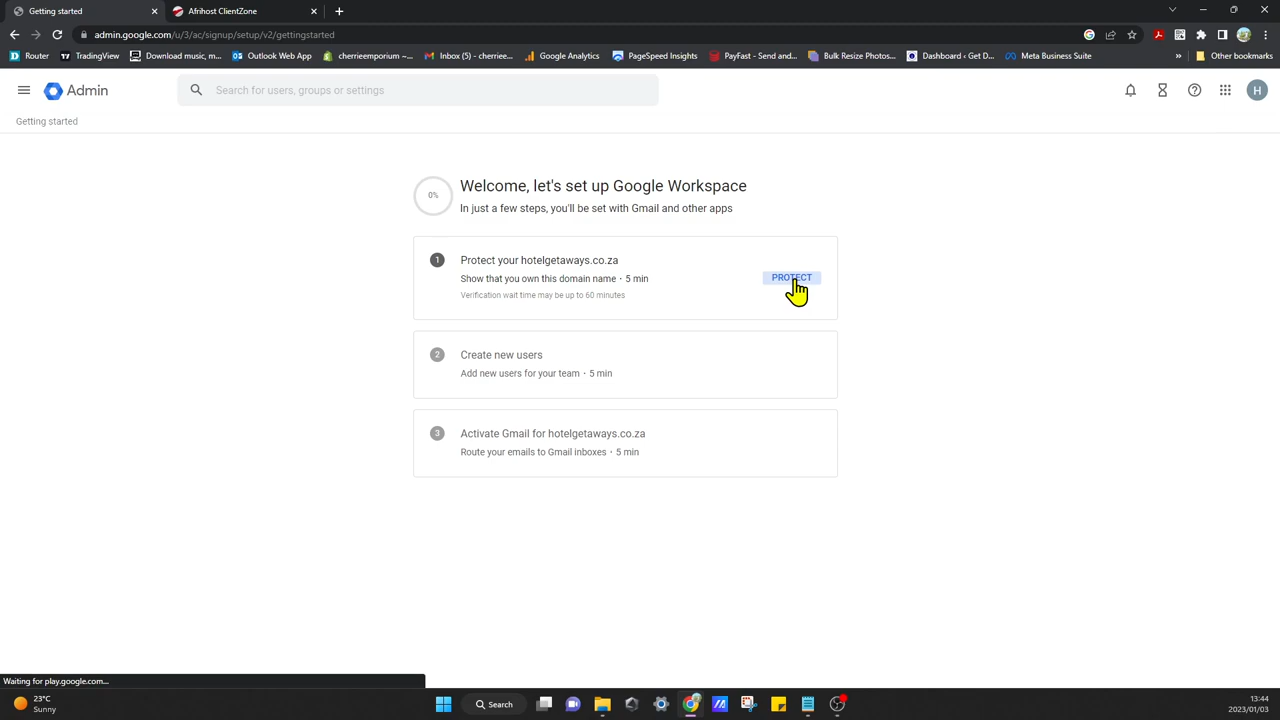 Getting started
Afrihost ClientZone
admin.google.com/u/3/ac/signup/setup/v2/gettingstarted
Router
TradingView
Download music, m...
Outlook Web App
cherrieemporium ~...
Inbox (5) - cherriee...
Google Analytics
PageSpeed Insights
PayFast - Send and...
Bulk Resize Photos...
Dashboard ‹ Get D...
Meta Business Suite
»
Other bookmarks
Admin
Search for users, groups or settings
H
Getting started
0%
Welcome, let's set up Google Workspace
In just a few steps, you'll be set with Gmail and other apps
1
Protect your hotelgetaways.co.za
Show that you own this domain name · 5 min
Verification wait time may be up to 60 minutes
PROTECT
2
Create new users
Add new users for your team · 5 min
3
Activate Gmail for hotelgetaways.co.za
Route your emails to Gmail inboxes · 5 min
Waiting for play.google.com...
23°C
Sunny
Search
13:44
2023/01/03